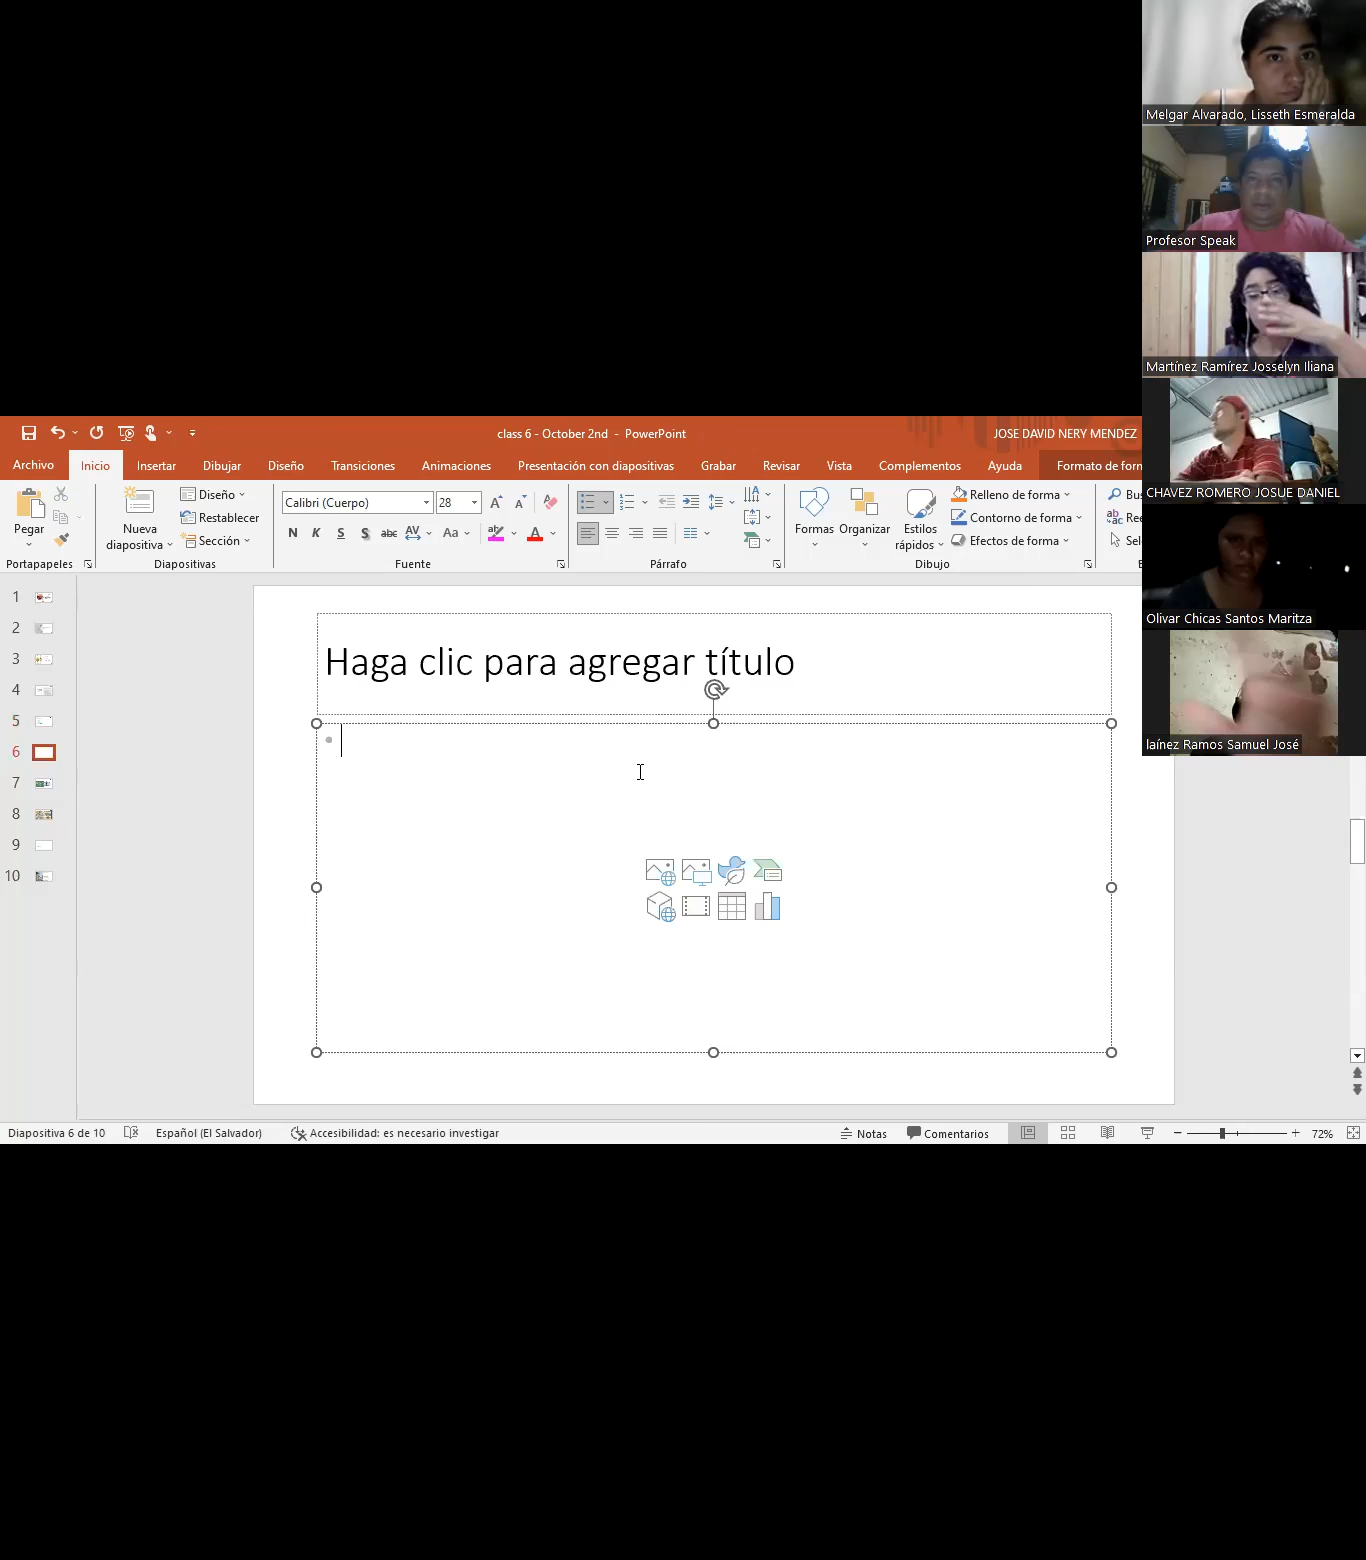 Melgar Alvarado, Lisseth Esmeralda
Profesor Speak
Martínez Ramírez Josselyn Iliana
CHAVEZ ROMERO JOSUE DANIEL
Olivar Chicas Santos Maritza
laínez Ramos Samuel José
class 6 - October 2nd - PowerPoint
JOSE DAVID NERY MENDEZ
Archivo Inicio Insertar Dibujar Diseño Transiciones Animaciones Presentación con diapositivas Grabar Revisar Vista Complementos Ayuda Formato de forn
Pegar
Portapapeles
Nueva diapositiva
Diseño
Restablecer
Sección
Diapositivas
Calibri (Cuerpo) 28 A A A
N K S S abc AV Aa ab A
Fuente
Párrafo
Formas
Organizar
Estilos rápidos
Relleno de forma
Contorno de forma
Efectos de forma
Dibujo
Bu
Ree
Sel
1
2
3
4
5
6
7
8
9
10
Haga clic para agregar título
Diapositiva 6 de 10 Español (El Salvador) Accesibilidad: es necesario investigar Notas Comentarios 72%